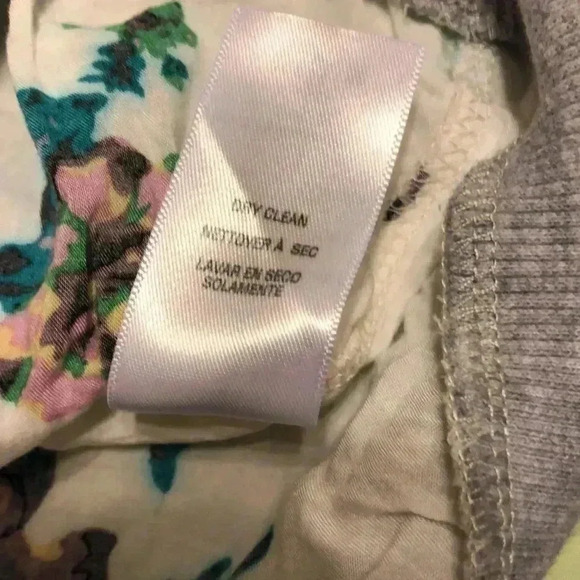 DRY CLEAN
NETTOYER À SEC
LAVAR EN SECO
SOLAMENTE